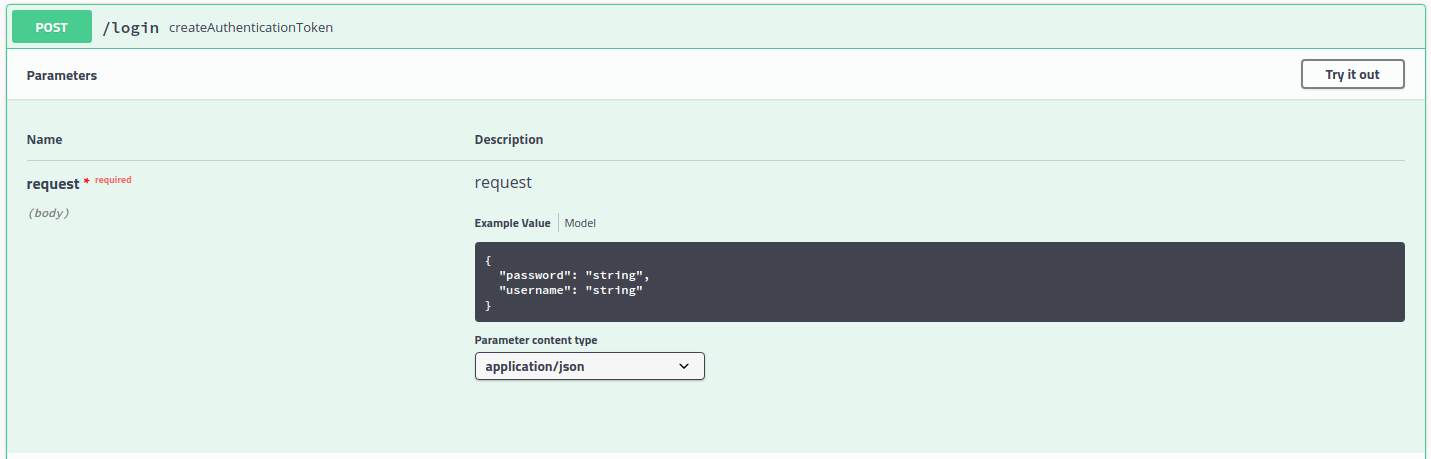 POST /login createAuthenticationToken
Parameters
Try it out
Name Description
request * required
(body)
request
Example Value Model
{
  "password": "string",
  "username": "string"
}
Parameter content type
application/json